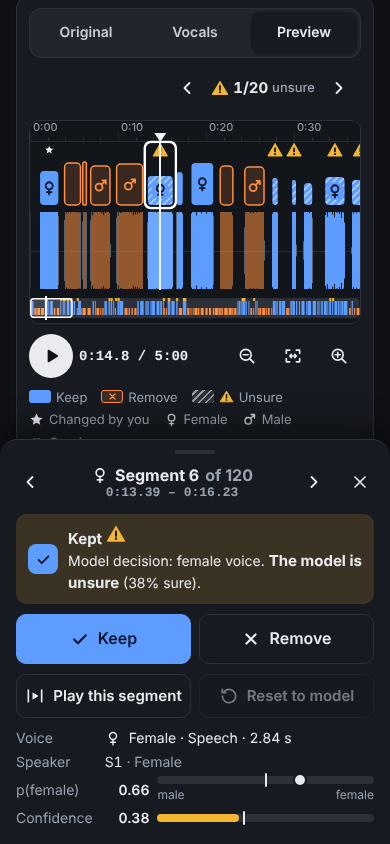 Original Vocals Preview
1/20 unsure
0:00 0:10 0:20 0:30
0:14.8 / 5:00
Keep Remove Unsure
Changed by you Female Male
Segment 6 of 120
0:13.39 – 0:16.23
Kept
Model decision: female voice. The model is
unsure (38% sure).
Keep Remove
Play this segment Reset to model
Voice Female · Speech · 2.84 s
Speaker S1 · Female
p(female) 0.66 male female
Confidence 0.38